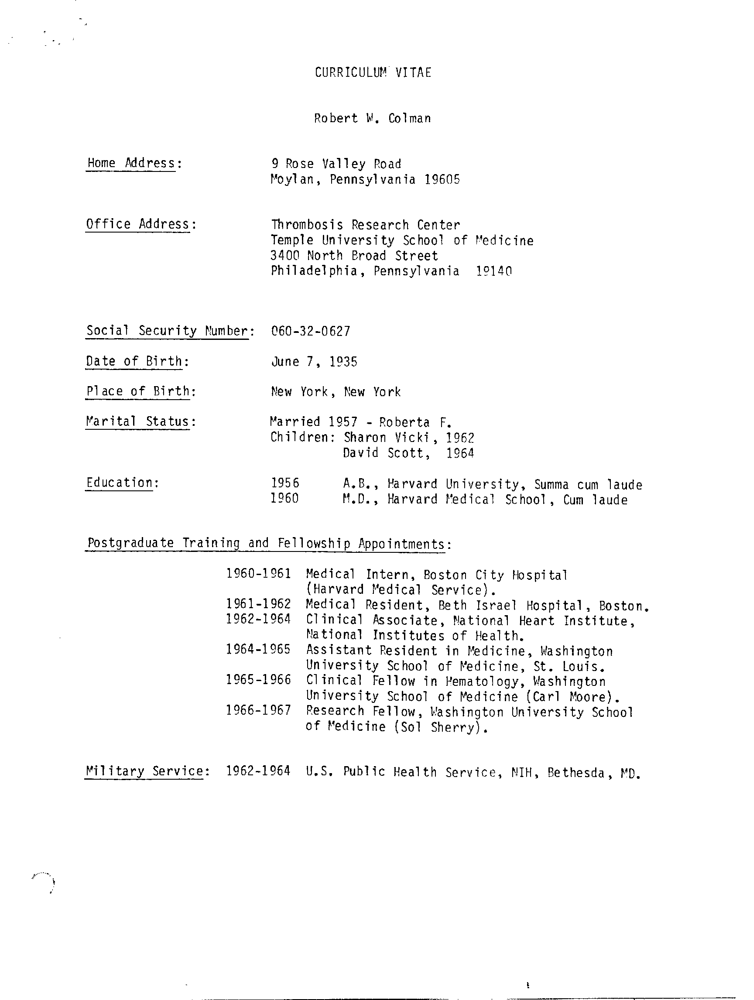 CURRICULUM VITAE
Robert W. Colman
Home Address: 9 Rose Valley Road
Moylan, Pennsylvania 19605
Office Address: Thrombosis Research Center
Temple University School of Medicine
3400 North Broad Street
Philadelphia, Pennsylvania 19140
Social Security Number: 060-32-0627
Date of Birth: June 7, 1935
Place of Birth: New York, New York
Marital Status: Married 1957 - Roberta F.
Children: Sharon Vicki, 1962
David Scott, 1964
Education: 1956 A.B., Harvard University, Summa cum laude
1960 M.D., Harvard Medical School, Cum laude
Postgraduate Training and Fellowship Appointments:
1960-1961 Medical Intern, Boston City Hospital
(Harvard Medical Service).
1961-1962 Medical Resident, Beth Israel Hospital, Boston.
1962-1964 Clinical Associate, National Heart Institute,
National Institutes of Health.
1964-1965 Assistant Resident in Medicine, Washington
University School of Medicine, St. Louis.
1965-1966 Clinical Fellow in Hematology, Washington
University School of Medicine (Carl Moore).
1966-1967 Research Fellow, Washington University School
of Medicine (Sol Sherry).
Military Service: 1962-1964 U.S. Public Health Service, NIH, Bethesda, MD.